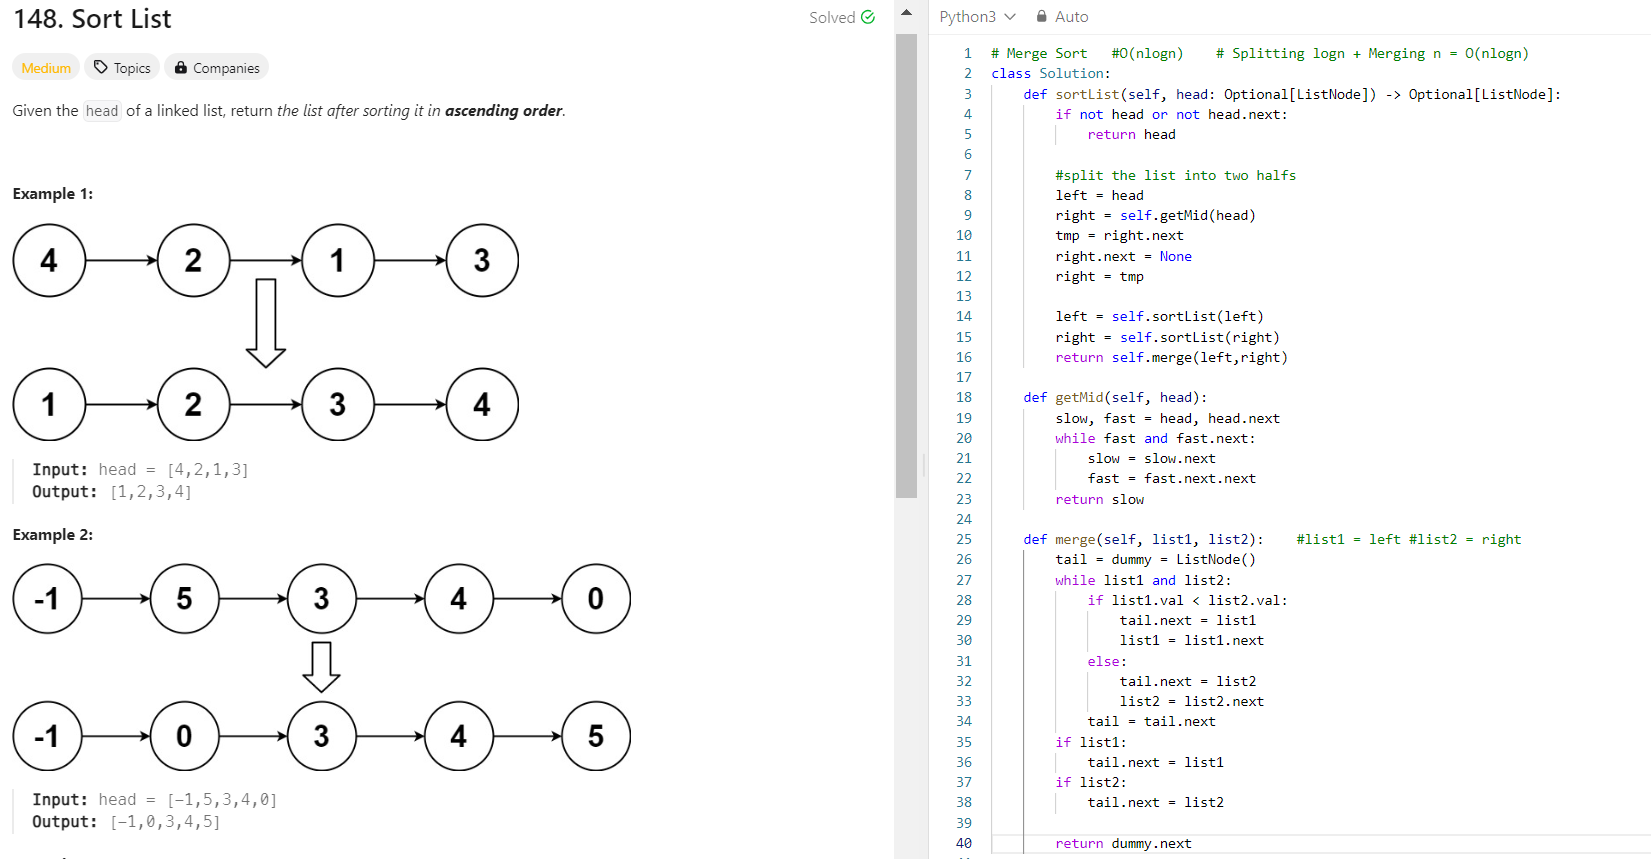 148. Sort List
Solved
Medium
Topics
Companies
Given the head of a linked list, return the list after sorting it in ascending order.
Example 1:
4 2 1 3
1 2 3 4
Input: head = [4,2,1,3]
Output: [1,2,3,4]
Example 2:
-1 5 3 4 0
-1 0 3 4 5
Input: head = [-1,5,3,4,0]
Output: [-1,0,3,4,5]
Python3
Auto
1 # Merge Sort   #O(nlogn)    # Splitting logn + Merging n = O(nlogn)
2 class Solution:
3     def sortList(self, head: Optional[ListNode]) -> Optional[ListNode]:
4         if not head or not head.next:
5             return head
6
7         #split the list into two halfs
8         left = head
9         right = self.getMid(head)
10         tmp = right.next
11         right.next = None
12         right = tmp
13
14         left = self.sortList(left)
15         right = self.sortList(right)
16         return self.merge(left,right)
17
18     def getMid(self, head):
19         slow, fast = head, head.next
20         while fast and fast.next:
21             slow = slow.next
22             fast = fast.next.next
23         return slow
24
25     def merge(self, list1, list2):    #list1 = left #list2 = right
26         tail = dummy = ListNode()
27         while list1 and list2:
28             if list1.val < list2.val:
29                 tail.next = list1
30                 list1 = list1.next
31             else:
32                 tail.next = list2
33                 list2 = list2.next
34             tail = tail.next
35         if list1:
36             tail.next = list1
37         if list2:
38             tail.next = list2
39
40         return dummy.next